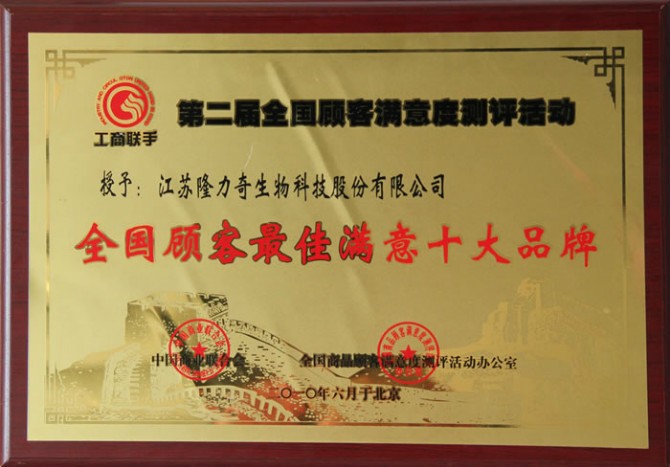 工商联手
第二届全国顾客满意度测评活动
授予：江苏隆力奇生物科技股份有限公司
全国顾客最佳满意十大品牌
中国商业联合会 全国商品顾客满意度测评活动办公室
二〇一〇年六月于北京